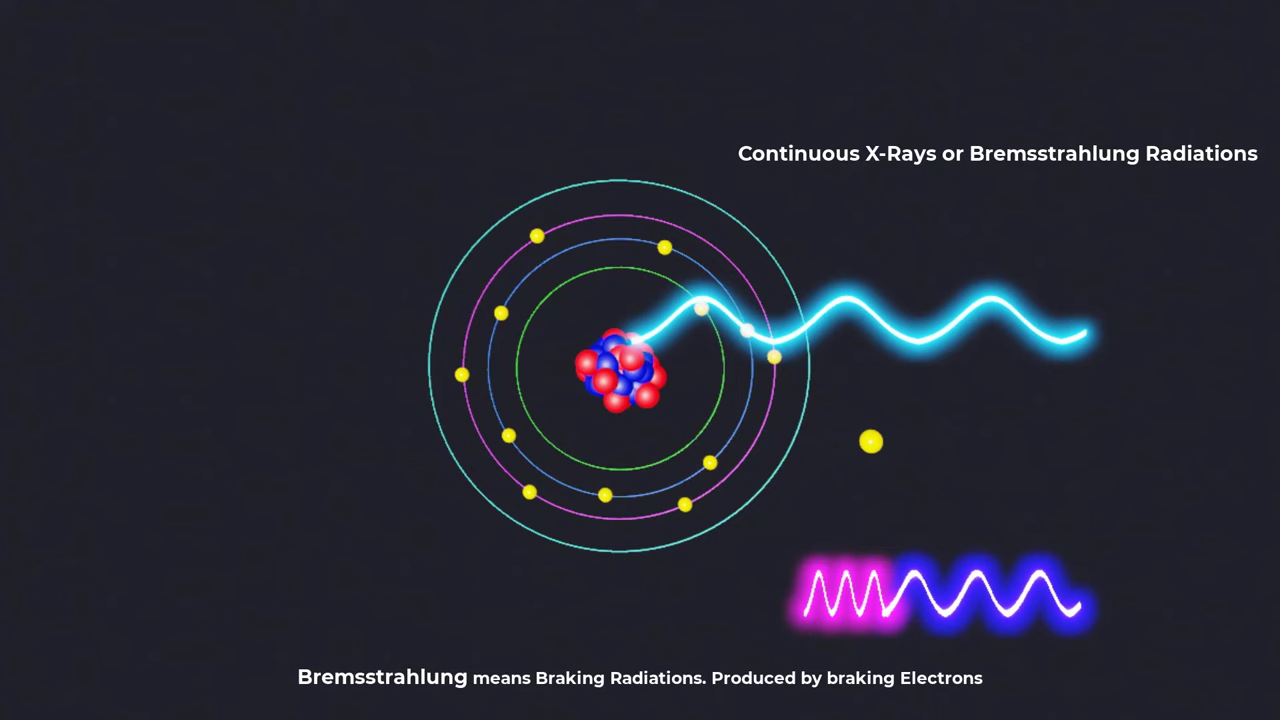 Continuous X-Rays or Bremsstrahlung Radiations
Bremsstrahlung means Braking Radiations. Produced by braking Electrons